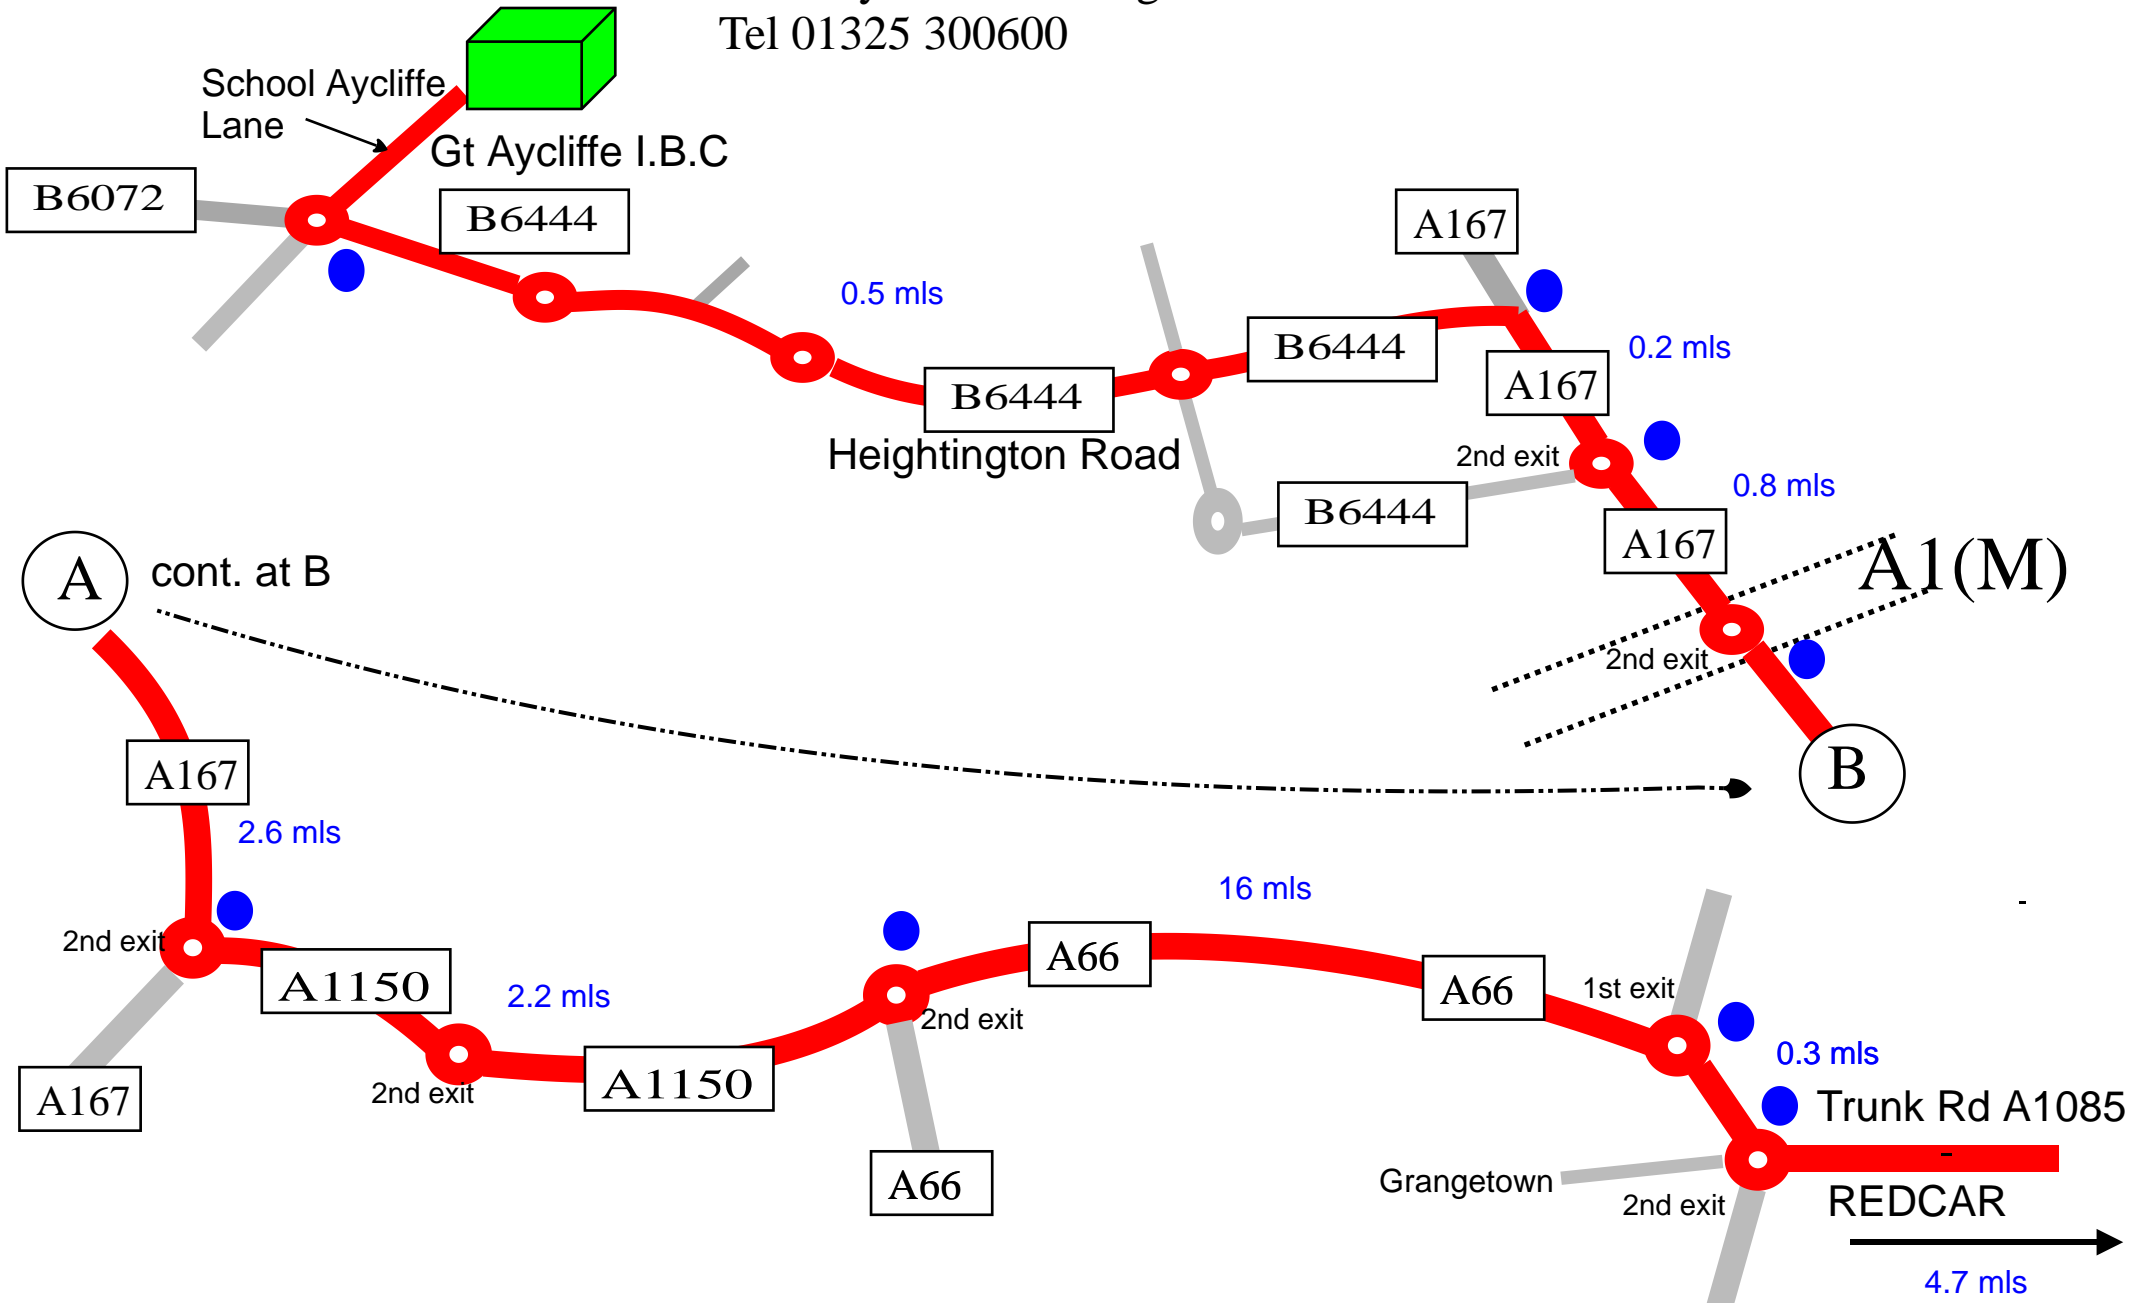 Tel 01325 300600
School Aycliffe
Lane
Gt Aycliffe I.B.C
B6072
B6444
A167
0.5 mls
B6444
0.2 mls
A167
B6444
Heightington Road
2nd exit
0.8 mls
B6444
A167
A1(M)
A
cont. at B
2nd exit
B
A167
2.6 mls
16 mls
2nd exit
A66
A1150
2.2 mls
A66
1st exit
2nd exit
0.3 mls
A167
2nd exit
A1150
Trunk Rd A1085
A66
Grangetown
2nd exit
REDCAR
4.7 mls